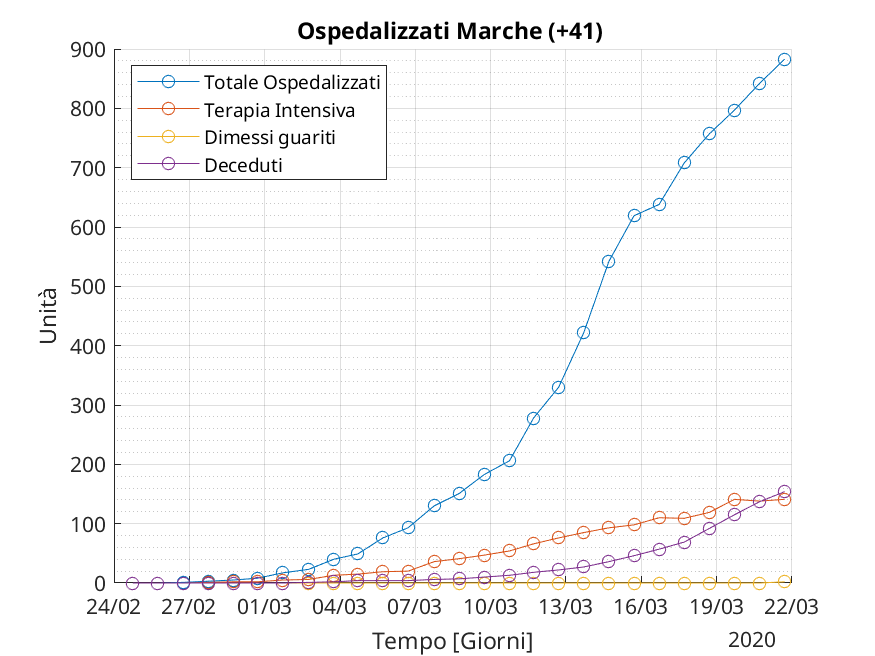 Ospedalizzati Marche (+41)
900
800
700
600
500
400
300
200
100
0
Unità
Totale Ospedalizzati
Terapia Intensiva
Dimessi guariti
Deceduti
24/02 27/02 01/03 04/03 07/03 10/03 13/03 16/03 19/03 22/03
Tempo [Giorni]
2020